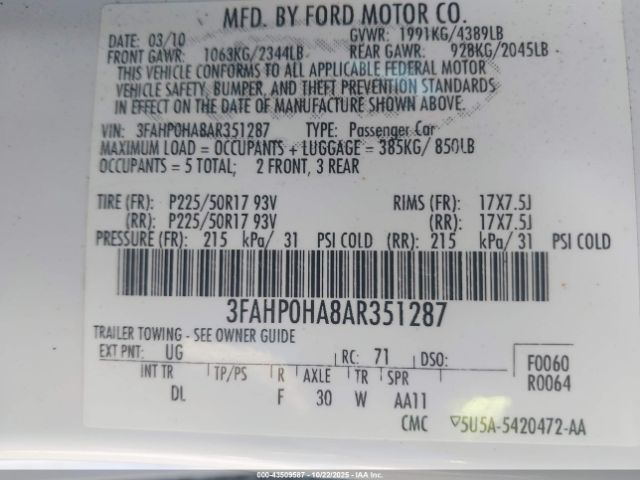 MFD. BY FORD MOTOR CO.
DATE: 03/10 GVWR: 1991KG/4389LB
FRONT GAWR: 1063KG/2344LB REAR GAWR: 928KG/2045LB
THIS VEHICLE CONFORMS TO ALL APPLICABLE FEDERAL MOTOR
VEHICLE SAFETY, BUMPER, AND THEFT PREVENTION STANDARDS
IN EFFECT ON THE DATE OF MANUFACTURE SHOWN ABOVE.
VIN: 3FAHP0HA8AR351287 TYPE: Passenger Car
MAXIMUM LOAD = OCCUPANTS + LUGGAGE = 385KG/ 850LB
OCCUPANTS = 5 TOTAL; 2 FRONT, 3 REAR
TIRE (FR): P225/50R17 93V RIMS (FR): 17X7.5J
(RR): P225/50R17 93V (RR): 17X7.5J
PRESSURE (FR): 215 kPa/ 31 PSI COLD (RR): 215 kPa/ 31 PSI COLD
3FAHP0HA8AR351287
TRAILER TOWING - SEE OWNER GUIDE
EXT PNT: UG RC: 71 DSO: F0060
INT TR TP/PS R AXLE TR SPR R0064
DL F 30 W AA11
CMC 5U5A-5420472-AA
000-43509587 - 10/22/2025 - IAAI.CA